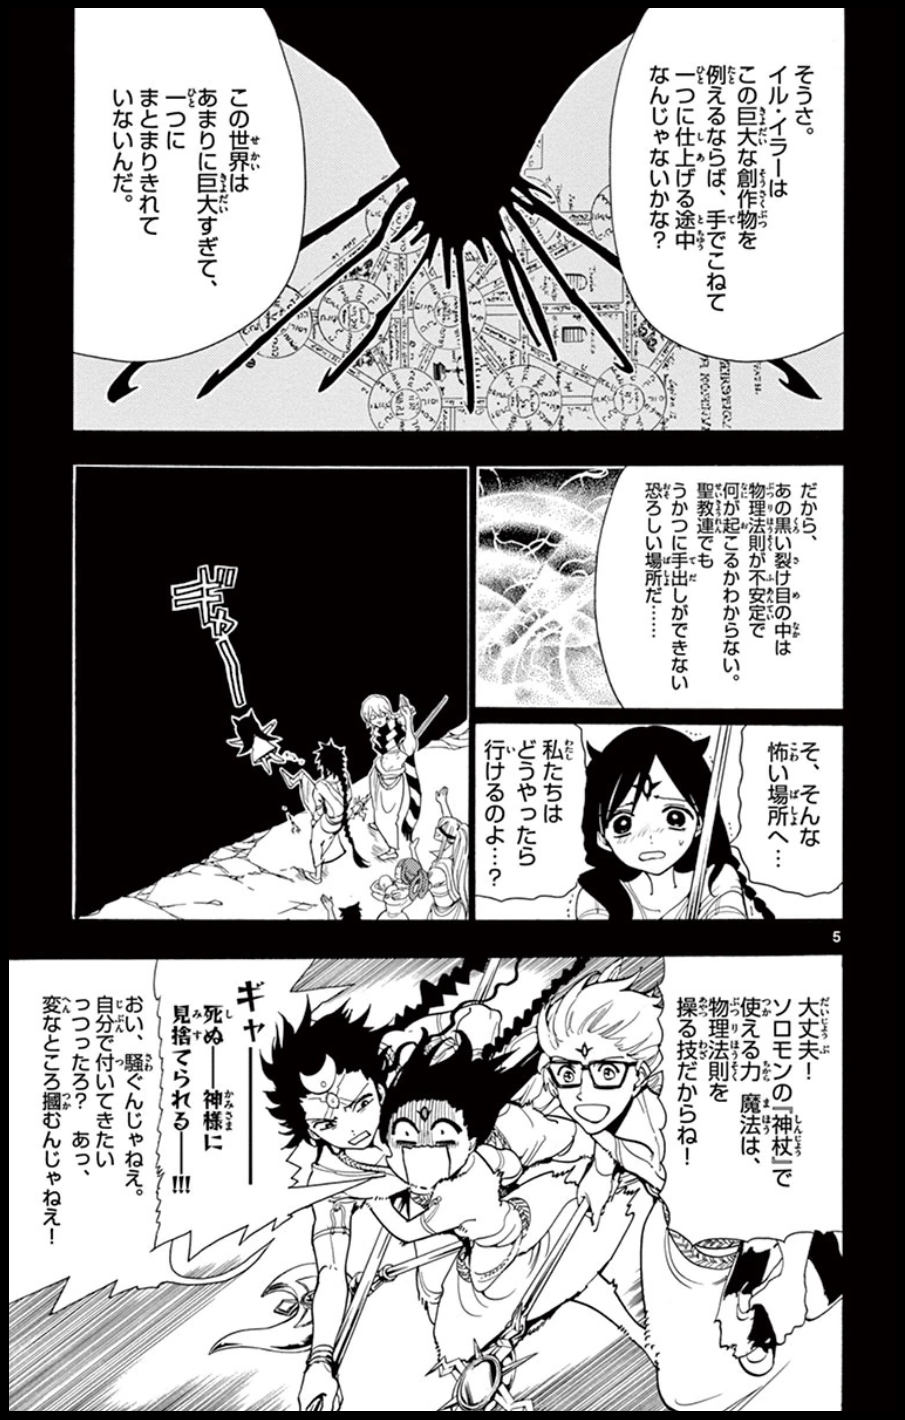 そうさ。
イル・イラーは
この巨大な創作物を
例えるならば、手でこねて
一つに仕上げる途中
なんじゃないかな?
この世界は
あまりに巨大すぎて、
一つに
まとまりきれて
いないんだ。
だから、
あの黒い裂け目の中は
物理法則が不安定で
何が起こるかわからない。
聖教連でも
うかつに手出しができない
恐ろしい場所だ……
そ、そんな
怖い場所へ…
私たちは
どうやったら
行けるのよ…?
ギャーー
5
大丈夫!
ソロモンの『神杖』で
使える力 魔法は、
物理法則を
操る技だからね!
ギャーーー
死ぬ――神様に
見捨てられる――!!!
おい、騒ぐんじゃねえ。
自分で付いてきたい
っつったろ? あっ、
変なところ掴むんじゃねえ!